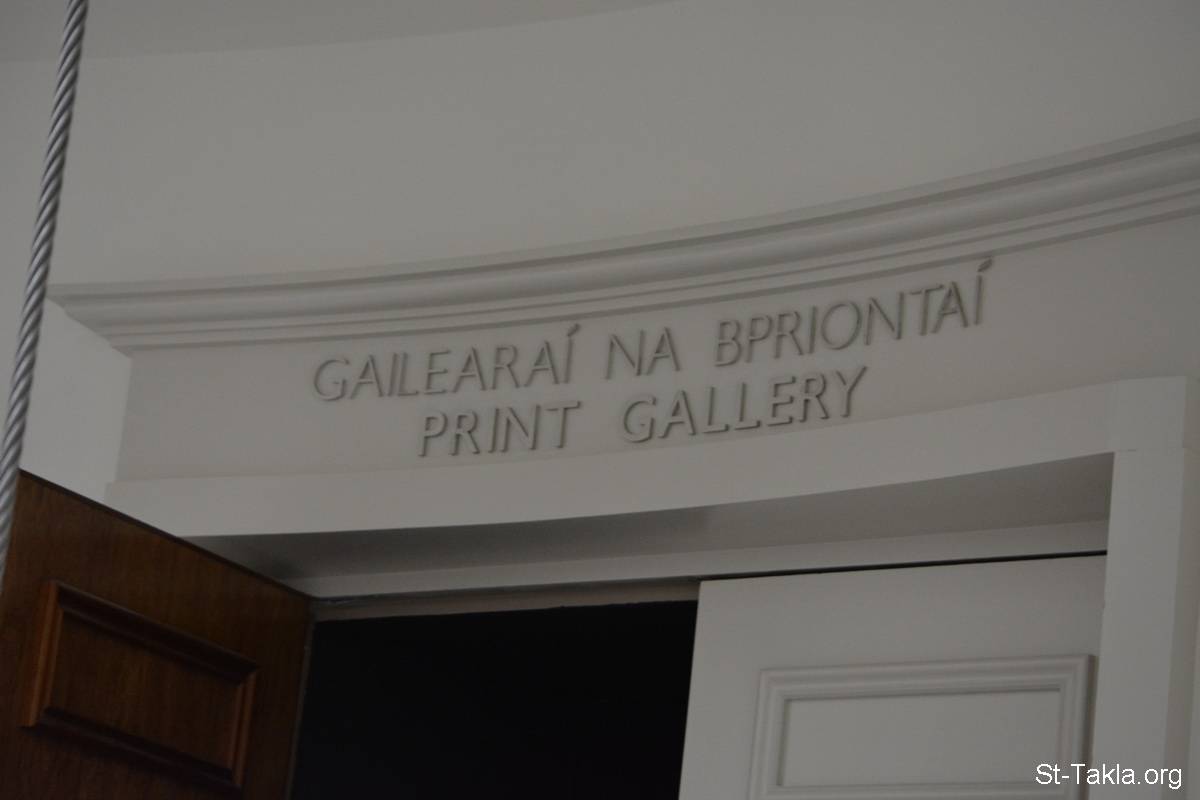 GAILEARAÍ NA BPRIONTAÍ
PRINT GALLERY
St-Takla.org